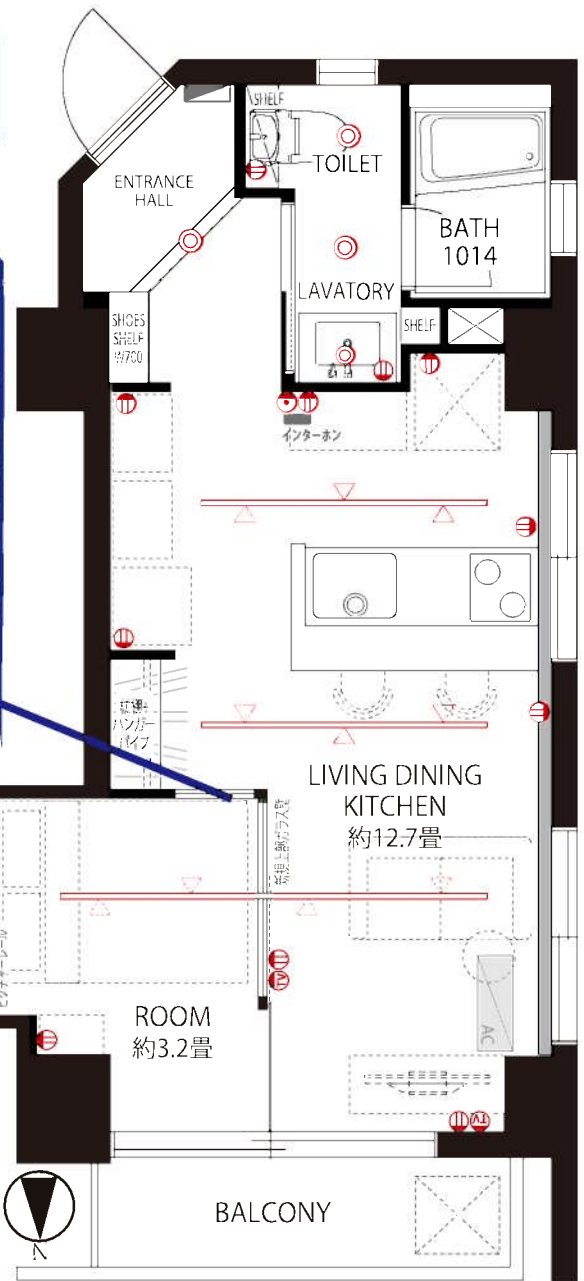 SHELF
TOILET
ENTRANCE
HALL
BATH
1014
LAVATORY
SHOES
SHELF
W700
SHELF
インターホン
ハンガー
パイプ
LIVING DINING
KITCHEN
約12.7畳
TV
AC
ROOM
約3.2畳
TV
BALCONY
N